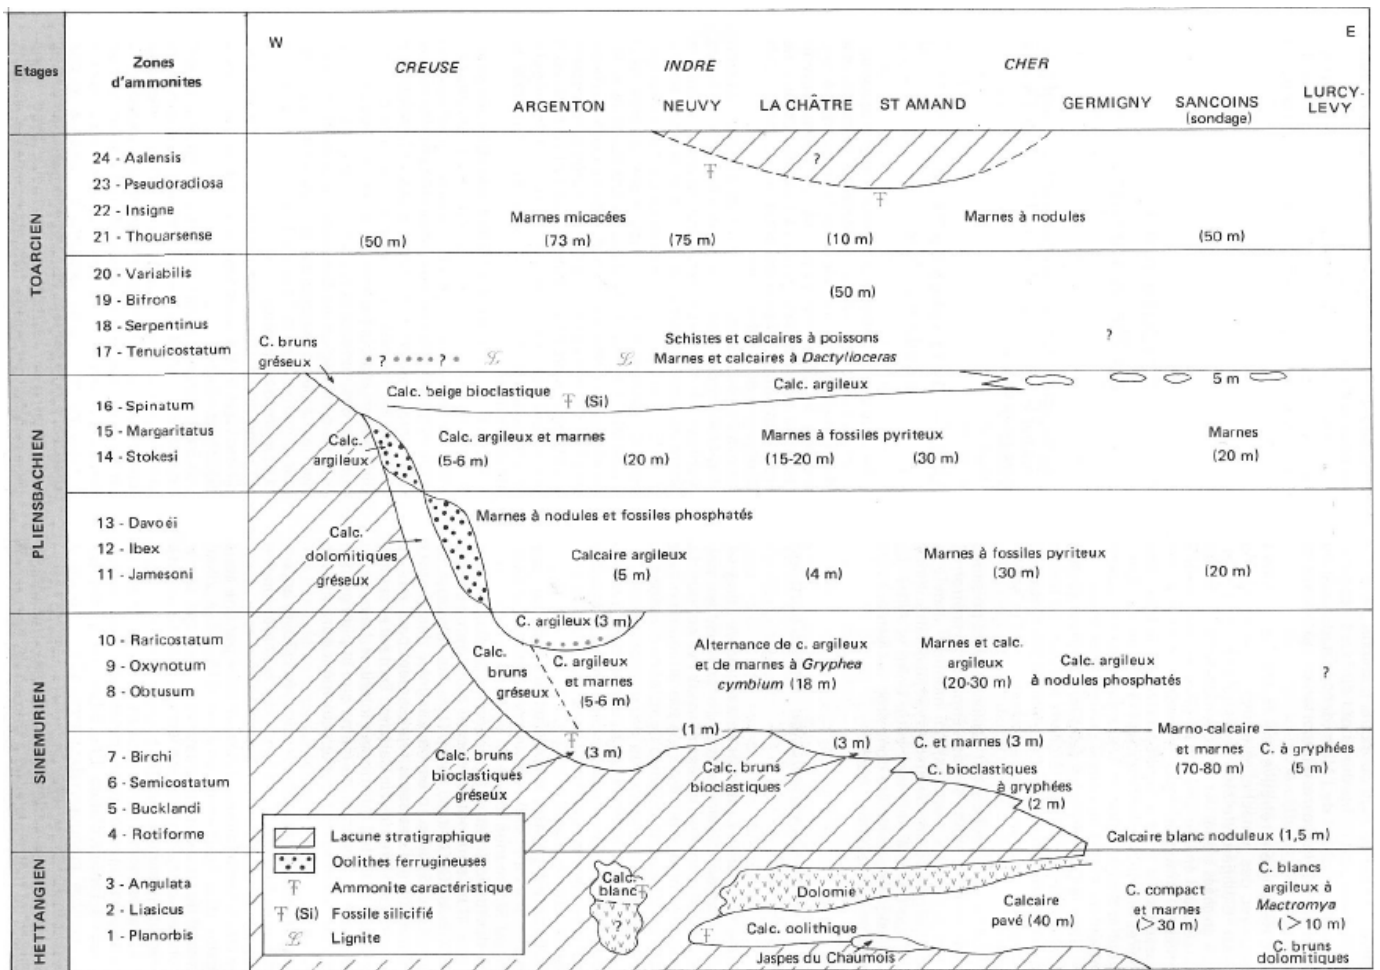 W
E
Etages
Zones
d'ammonites
CREUSE
INDRE
CHER
ARGENTON
NEUVY
LA CHÂTRE
ST AMAND
GERMIGNY
SANCOINS
(sondage)
LURCY-
LEVY
TOARCIEN
24 - Aalensis
23 - Pseudoradiosa
22 - Insigne
21 - Thouarsense
?
Marnes micacées
Marnes à nodules
(50 m)
(73 m)
(75 m)
(10 m)
(50 m)
20 - Variabilis
19 - Bifrons
18 - Serpentinus
17 - Tenuicostatum
(50 m)
C. bruns
gréseux
? ?
Schistes et calcaires à poissons
Marnes et calcaires à Dactylioceras
?
PLIENSBACHIEN
16 - Spinatum
15 - Margaritatus
14 - Stokesi
Calc. beige bioclastique
(Si)
Calc. argileux
5 m
Calc.
argileux
Calc. argileux et marnes
(5-6 m)
(20 m)
Marnes à fossiles pyriteux
(15-20 m)
(30 m)
Marnes
(20 m)
13 - Davoéi
12 - Ibex
11 - Jamesoni
Calc.
dolomitiques
gréseux
Marnes à nodules et fossiles phosphatés
Calcaire argileux
(5 m)
(4 m)
Marnes à fossiles pyriteux
(30 m)
(20 m)
SINEMURIEN
10 - Raricostatum
9 - Oxynotum
8 - Obtusum
C. argileux (3 m)
Calc.
bruns
gréseux
C. argileux
et marnes
(5-6 m)
Alternance de c. argileux
et de marnes à Gryphea
cymbium (18 m)
Marnes et calc.
argileux
(20-30 m)
Calc. argileux
à nodules phosphatés
?
7 - Birchi
6 - Semicostatum
5 - Bucklandi
4 - Rotiforme
Calc. bruns
bioclastiques
gréseux
(3 m)
(1 m)
Calc. bruns
bioclastiques
(3 m)
C. et marnes (3 m)
C. bioclastiques
à gryphées
(2 m)
Marno-calcaire
et marnes
(70-80 m)
C. à gryphées
(5 m)
Calcaire blanc noduleux (1,5 m)
Lacune stratigraphique
Oolithes ferrugineuses
Ammonite caractéristique
(Si) Fossile silicifié
Lignite
HETTANGIEN
3 - Angulata
2 - Liasicus
1 - Planorbis
Calc.
blanc
?
Dolomie
Calc. oolithique
Jaspes du Chaumois
Calcaire
pavé (40 m)
C. compact
et marnes
(>30 m)
C. blancs
argileux à
Mactromya
(>10 m)
C. bruns
dolomitiques